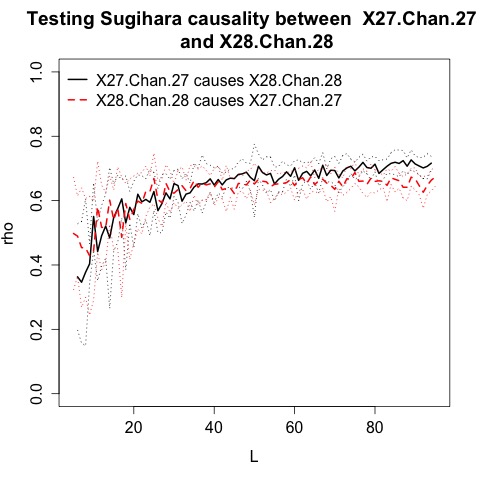 Testing Sugihara causality between X27.Chan.27
and X28.Chan.28
X27.Chan.27 causes X28.Chan.28
X28.Chan.28 causes X27.Chan.27
1.0
0.8
0.6
0.4
0.2
0.0
rho
20 40 60 80
L